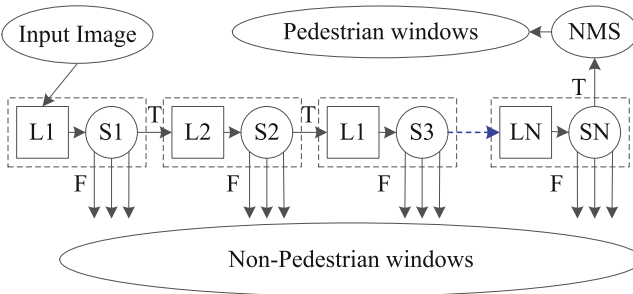 Input Image
Pedestrian windows
NMS
T
T
T
L1
S1
L2
S2
L1
S3
LN
SN
F
F
F
F
Non-Pedestrian windows